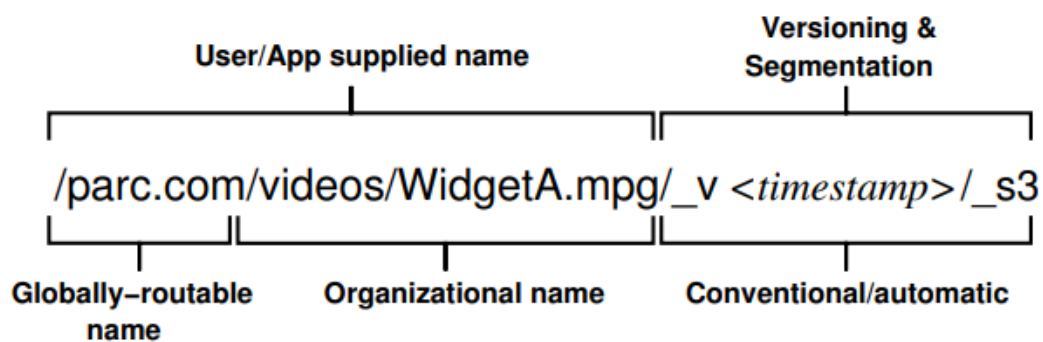 User/App supplied name
Versioning &
Segmentation
/parc.com/videos/WidgetA.mpg/_v <timestamp>/_s3
Globally–routable
name
Organizational name
Conventional/automatic